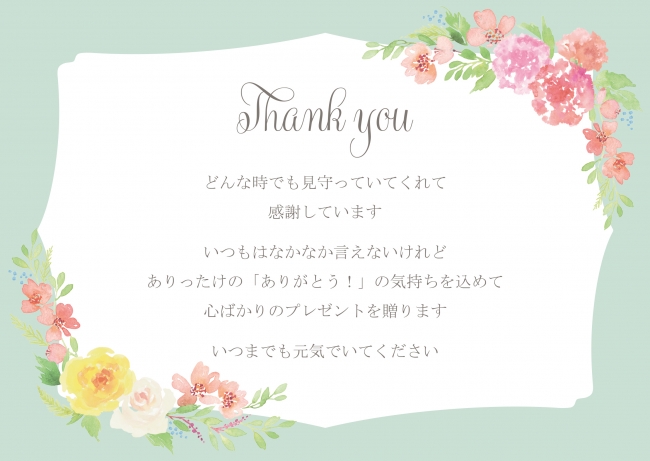 Thank you
どんな時でも見守っていてくれて
感謝しています
いつもはなかなか言えないけれど
ありったけの「ありがとう！」の気持ちを込めて
心ばかりのプレゼントを贈ります
いつまでも元気でいてください